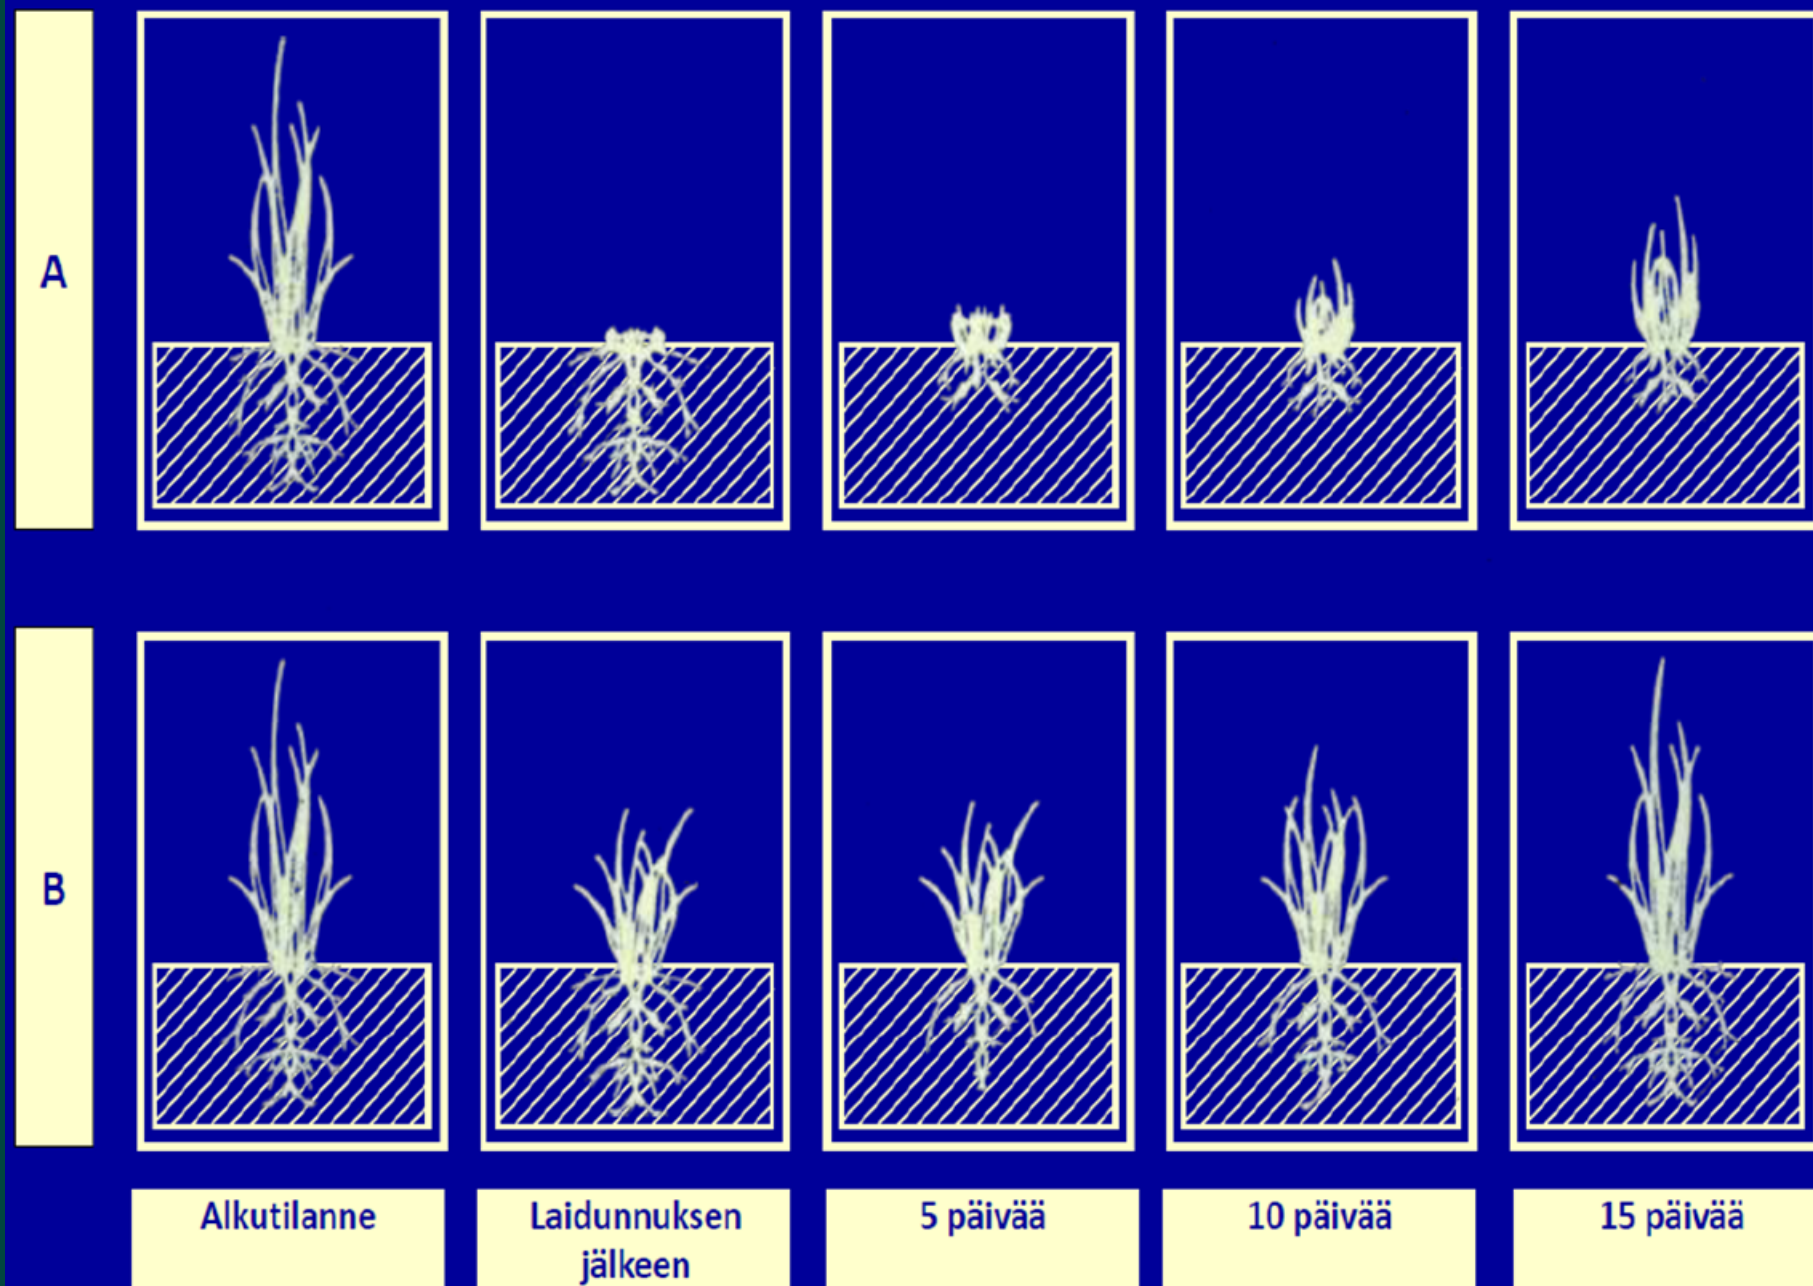 A
B
Alkutilanne
Laidunnuksen
jälkeen
5 päivää
10 päivää
15 päivää